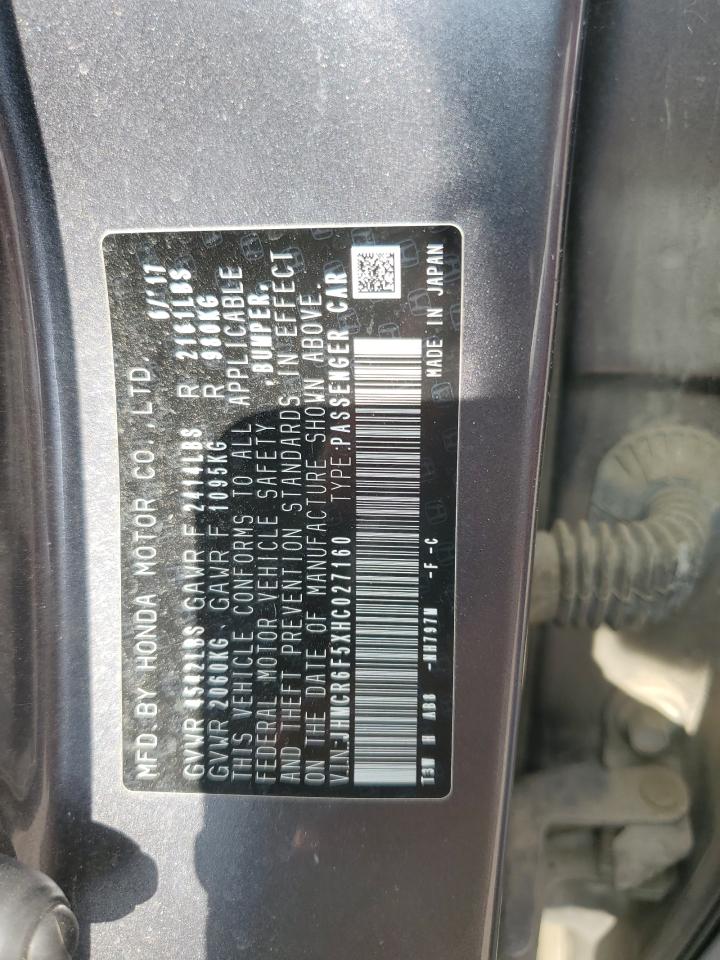 MFD. BY HONDA MOTOR CO., LTD. 6/'17
GVWR 4542LBS GAWR F 2414LBS R 2161LBS
GVWR 2060KG GAWR F 1095KG R 980KG
THIS VEHICLE CONFORMS TO ALL APPLICABLE
FEDERAL MOTOR VEHICLE SAFETY ,BUMPER,
AND THEFT PREVENTION STANDARDS IN EFFECT
ON THE DATE OF MANUFACTURE SHOWN ABOVE.
V.I.N:JHMCR6F5XHC027160 TYPE:PASSENGER CAR
H AB8 -NH797M -F -C MADE IN JAPAN